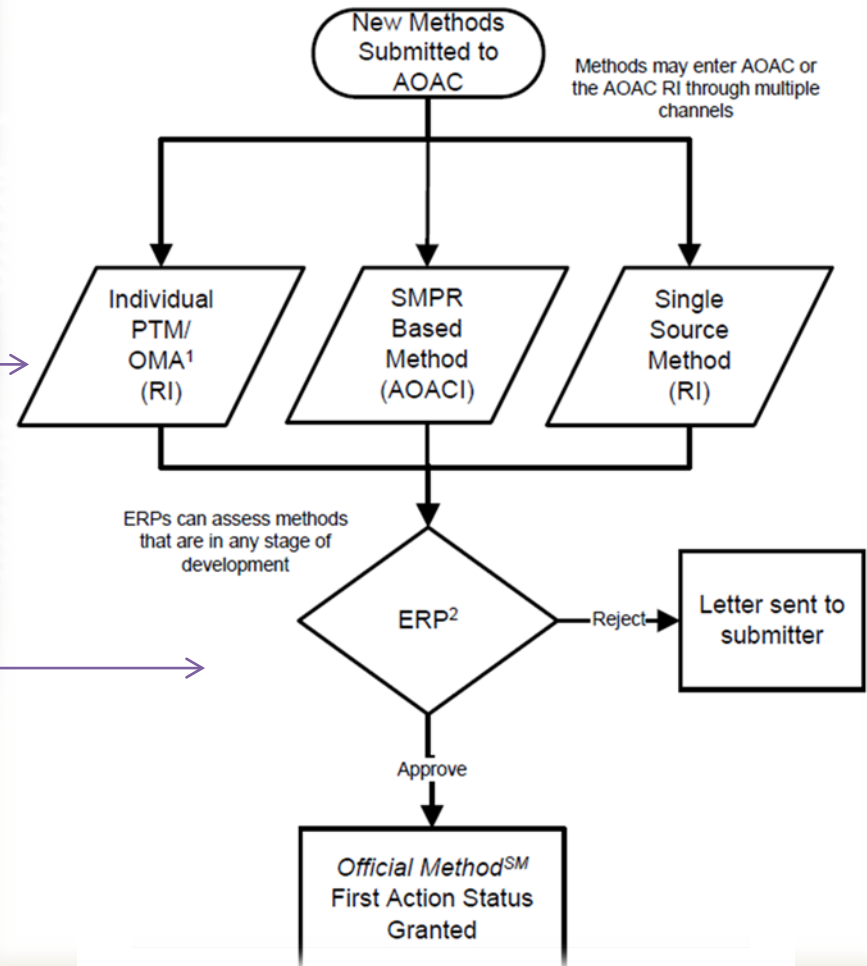 New Methods
Submitted to
AOAC
Methods may enter AOAC or
the AOAC RI through multiple
channels
Individual
PTM/
OMA¹
(RI)
SMPR
Based
Method
(AOACI)
Single
Source
Method
(RI)
ERPs can assess methods
that are in any stage of
development
ERP²
Reject
Letter sent to
submitter
Approve
Official Method℠
First Action Status
Granted